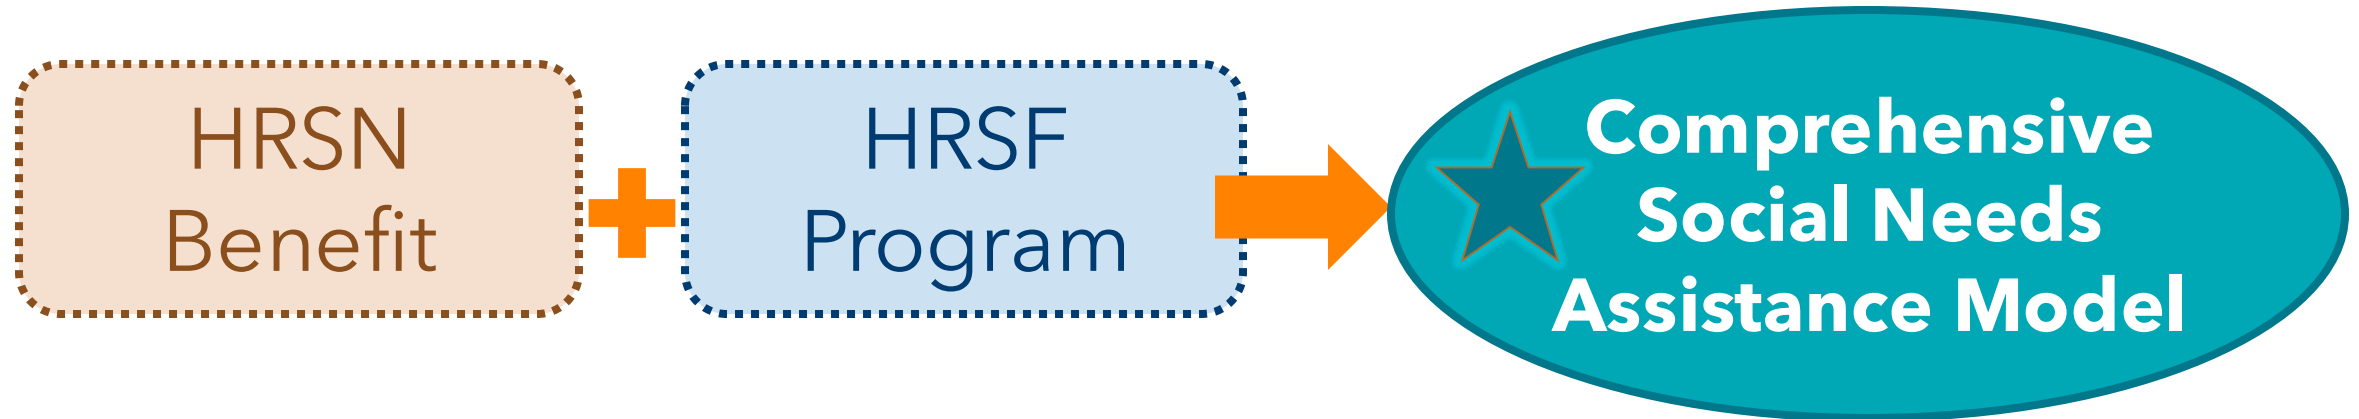 HRSN
Benefit
HRSF
Program
Comprehensive
Social Needs
Assistance Model